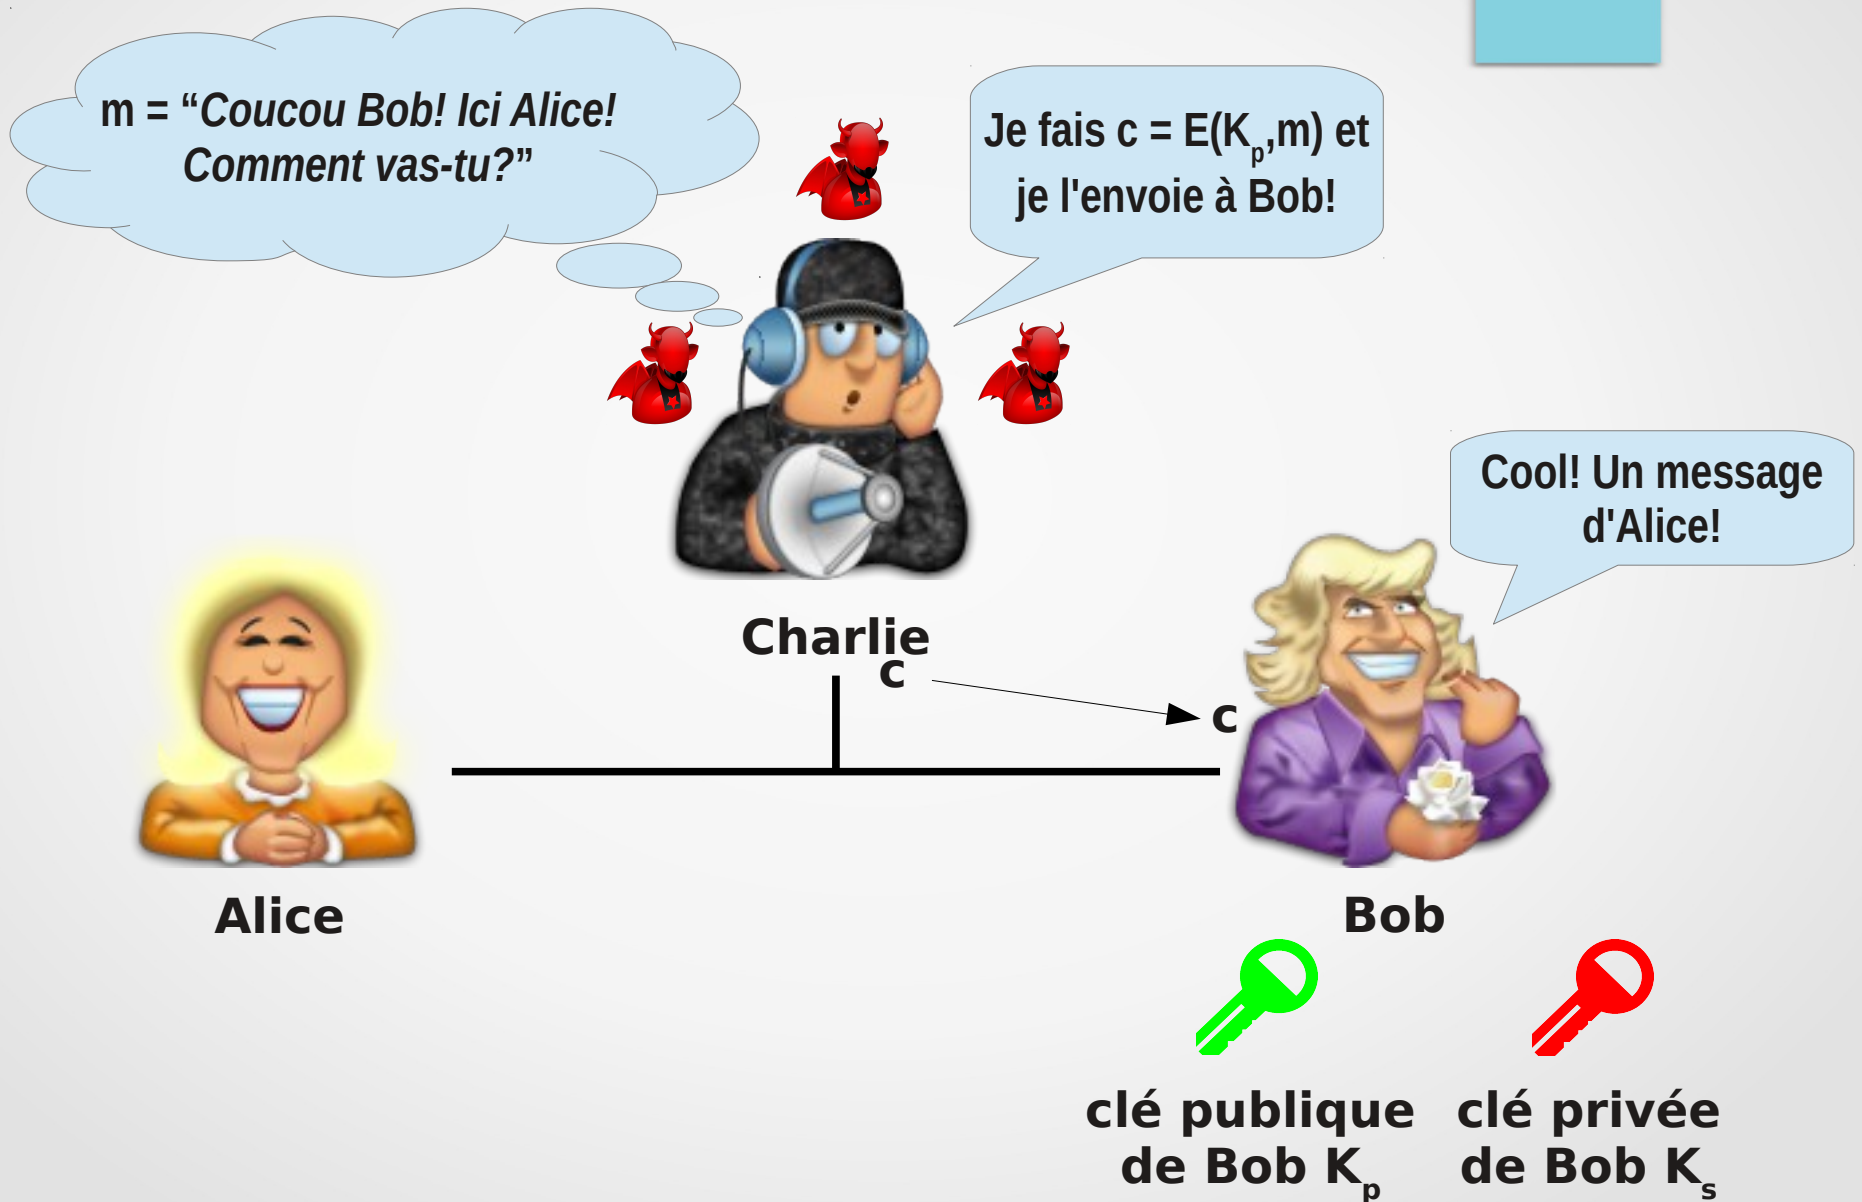 m = “Coucou Bob! Ici Alice!
Comment vas-tu?”
Je fais c = E(Kp,m) et
je l'envoie à Bob!
Cool! Un message
d'Alice!
Charlie
c
c
Alice
Bob
clé publique
de Bob Kp
clé privée
de Bob Ks